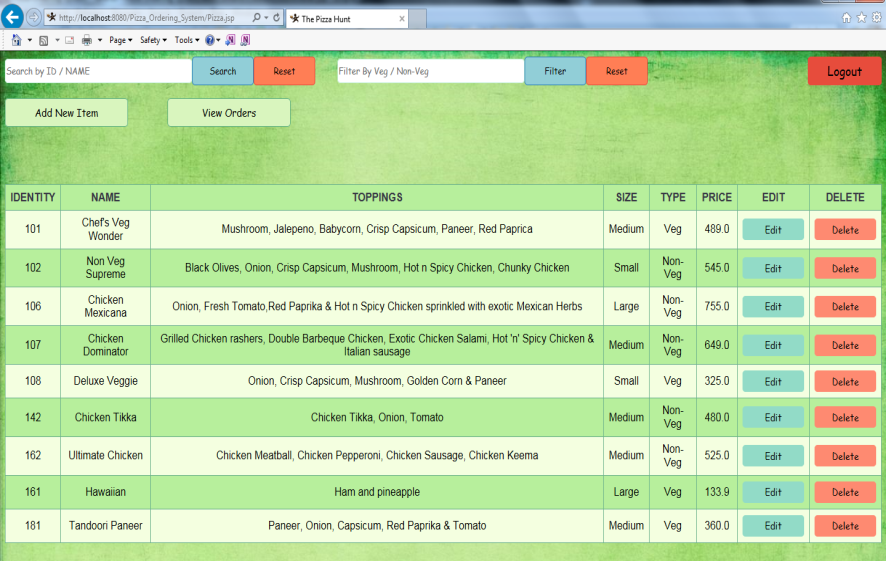 http://localhost:8080/Pizza_Ordering_System/Pizza.jsp
The Pizza Hunt
Page Safety Tools
Search by ID / NAME Search Reset Filter By Veg / Non-Veg Filter Reset Logout
Add New Item View Orders
IDENTITY NAME TOPPINGS SIZE TYPE PRICE EDIT DELETE
101 Chef's Veg Wonder Mushroom, Jalepeno, Babycorn, Crisp Capsicum, Paneer, Red Paprica Medium Veg 489.0 Edit Delete
102 Non Veg Supreme Black Olives, Onion, Crisp Capsicum, Mushroom, Hot n Spicy Chicken, Chunky Chicken Small Non-Veg 545.0 Edit Delete
106 Chicken Mexicana Onion, Fresh Tomato,Red Paprika & Hot n Spicy Chicken sprinkled with exotic Mexican Herbs Large Non-Veg 755.0 Edit Delete
107 Chicken Dominator Grilled Chicken rashers, Double Barbeque Chicken, Exotic Chicken Salami, Hot 'n' Spicy Chicken & Italian sausage Medium Non-Veg 649.0 Edit Delete
108 Deluxe Veggie Onion, Crisp Capsicum, Mushroom, Golden Corn & Paneer Small Veg 325.0 Edit Delete
142 Chicken Tikka Chicken Tikka, Onion, Tomato Medium Non-Veg 480.0 Edit Delete
162 Ultimate Chicken Chicken Meatball, Chicken Pepperoni, Chicken Sausage, Chicken Keema Medium Non-Veg 525.0 Edit Delete
161 Hawaiian Ham and pineapple Large Veg 133.9 Edit Delete
181 Tandoori Paneer Paneer, Onion, Capsicum, Red Paprika & Tomato Medium Veg 360.0 Edit Delete